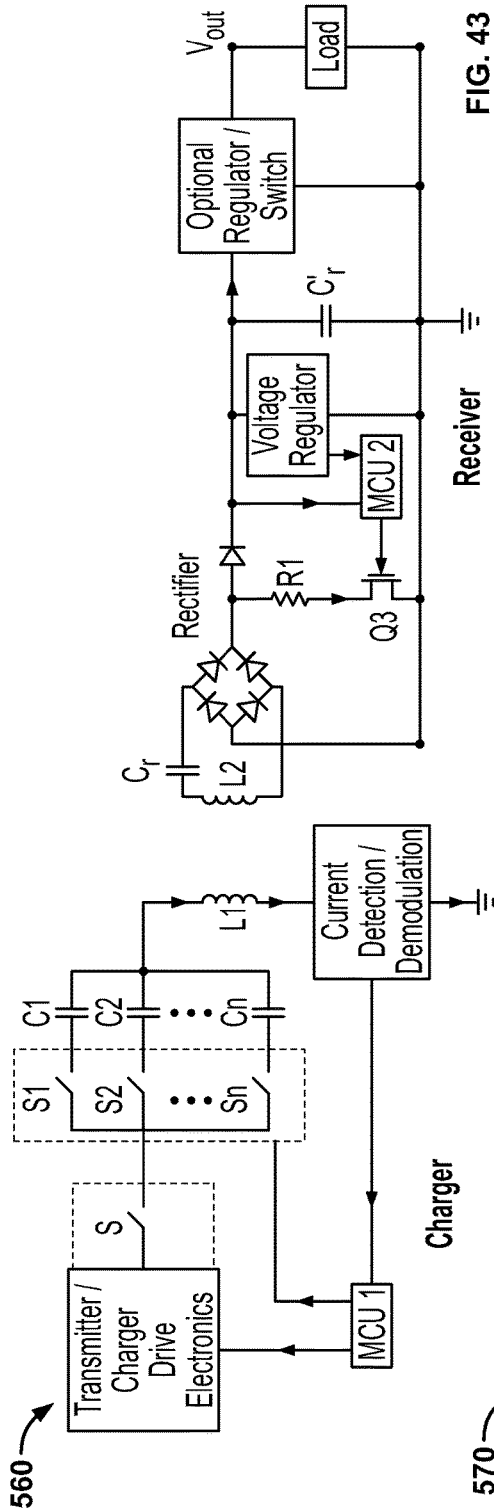 560
Transmitter /
Charger
Drive
Electronics
S
S1
S2
Sn
C1
C2
Cn
L1
Current
Detection /
Demodulation
MCU 1
Charger
Cr
L2
Rectifier
R1
Q3
Voltage
Regulator
MCU 2
C'r
Optional
Regulator /
Switch
Vout
Load
Receiver
FIG. 43
570